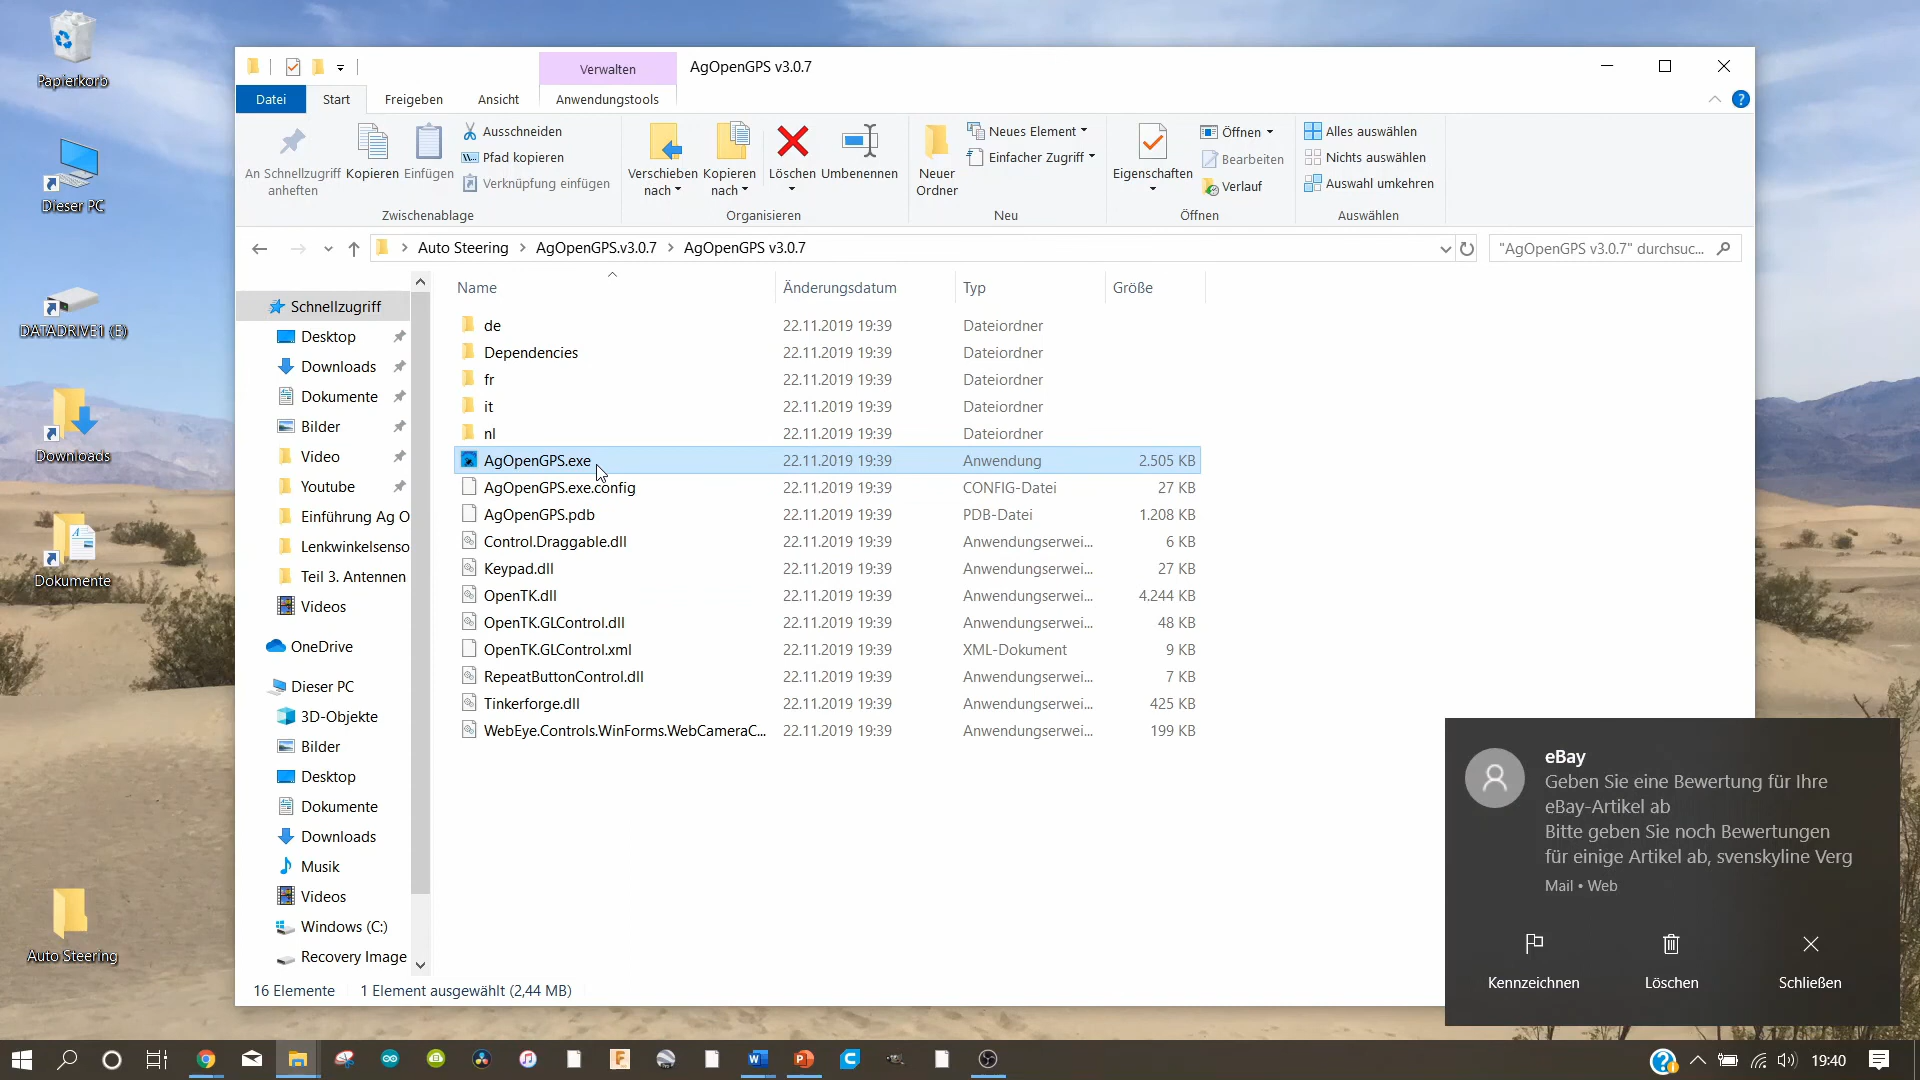 Papierkorb
Dieser PC
DATADRIVE1 (E)
Downloads
Dokumente
Auto Steering
Verwalten
AgOpenGPS v3.0.7
Datei
Start
Freigeben
Ansicht
Anwendungstools
An Schnellzugriff
anheften
Kopieren
Einfügen
Ausschneiden
Pfad kopieren
Verknüpfung einfügen
Zwischenablage
Verschieben
nach
Kopieren
nach
Löschen
Umbenennen
Organisieren
Neuer
Ordner
Neues Element
Einfacher Zugriff
Neu
Eigenschaften
Öffnen
Bearbeiten
Verlauf
Öffnen
Alles auswählen
Nichts auswählen
Auswahl umkehren
Auswählen
Auto Steering > AgOpenGPS.v3.0.7 > AgOpenGPS v3.0.7
"AgOpenGPS v3.0.7" durchsuc...
Schnellzugriff
Desktop
Downloads
Dokumente
Bilder
Video
Youtube
Einführung Ag O
Lenkwinkelsenso
Teil 3. Antennen
Videos
OneDrive
Dieser PC
3D-Objekte
Bilder
Desktop
Dokumente
Downloads
Musik
Videos
Windows (C:)
Recovery Image
Name Änderungsdatum Typ Größe
de 22.11.2019 19:39 Dateiordner
Dependencies 22.11.2019 19:39 Dateiordner
fr 22.11.2019 19:39 Dateiordner
it 22.11.2019 19:39 Dateiordner
nl 22.11.2019 19:39 Dateiordner
AgOpenGPS.exe 22.11.2019 19:39 Anwendung 2.505 KB
AgOpenGPS.exe.config 22.11.2019 19:39 CONFIG-Datei 27 KB
AgOpenGPS.pdb 22.11.2019 19:39 PDB-Datei 1.208 KB
Control.Draggable.dll 22.11.2019 19:39 Anwendungserwei... 6 KB
Keypad.dll 22.11.2019 19:39 Anwendungserwei... 27 KB
OpenTK.dll 22.11.2019 19:39 Anwendungserwei... 4.244 KB
OpenTK.GLControl.dll 22.11.2019 19:39 Anwendungserwei... 48 KB
OpenTK.GLControl.xml 22.11.2019 19:39 XML-Dokument 9 KB
RepeatButtonControl.dll 22.11.2019 19:39 Anwendungserwei... 7 KB
Tinkerforge.dll 22.11.2019 19:39 Anwendungserwei... 425 KB
WebEye.Controls.WinForms.WebCameraC... 22.11.2019 19:39 Anwendungserwei... 199 KB
16 Elemente 1 Element ausgewählt (2,44 MB)
eBay
Geben Sie eine Bewertung für Ihre
eBay-Artikel ab
Bitte geben Sie noch Bewertungen
für einige Artikel ab, svenskyline Verg
Mail • Web
Kennzeichnen
Löschen
Schließen
19:40